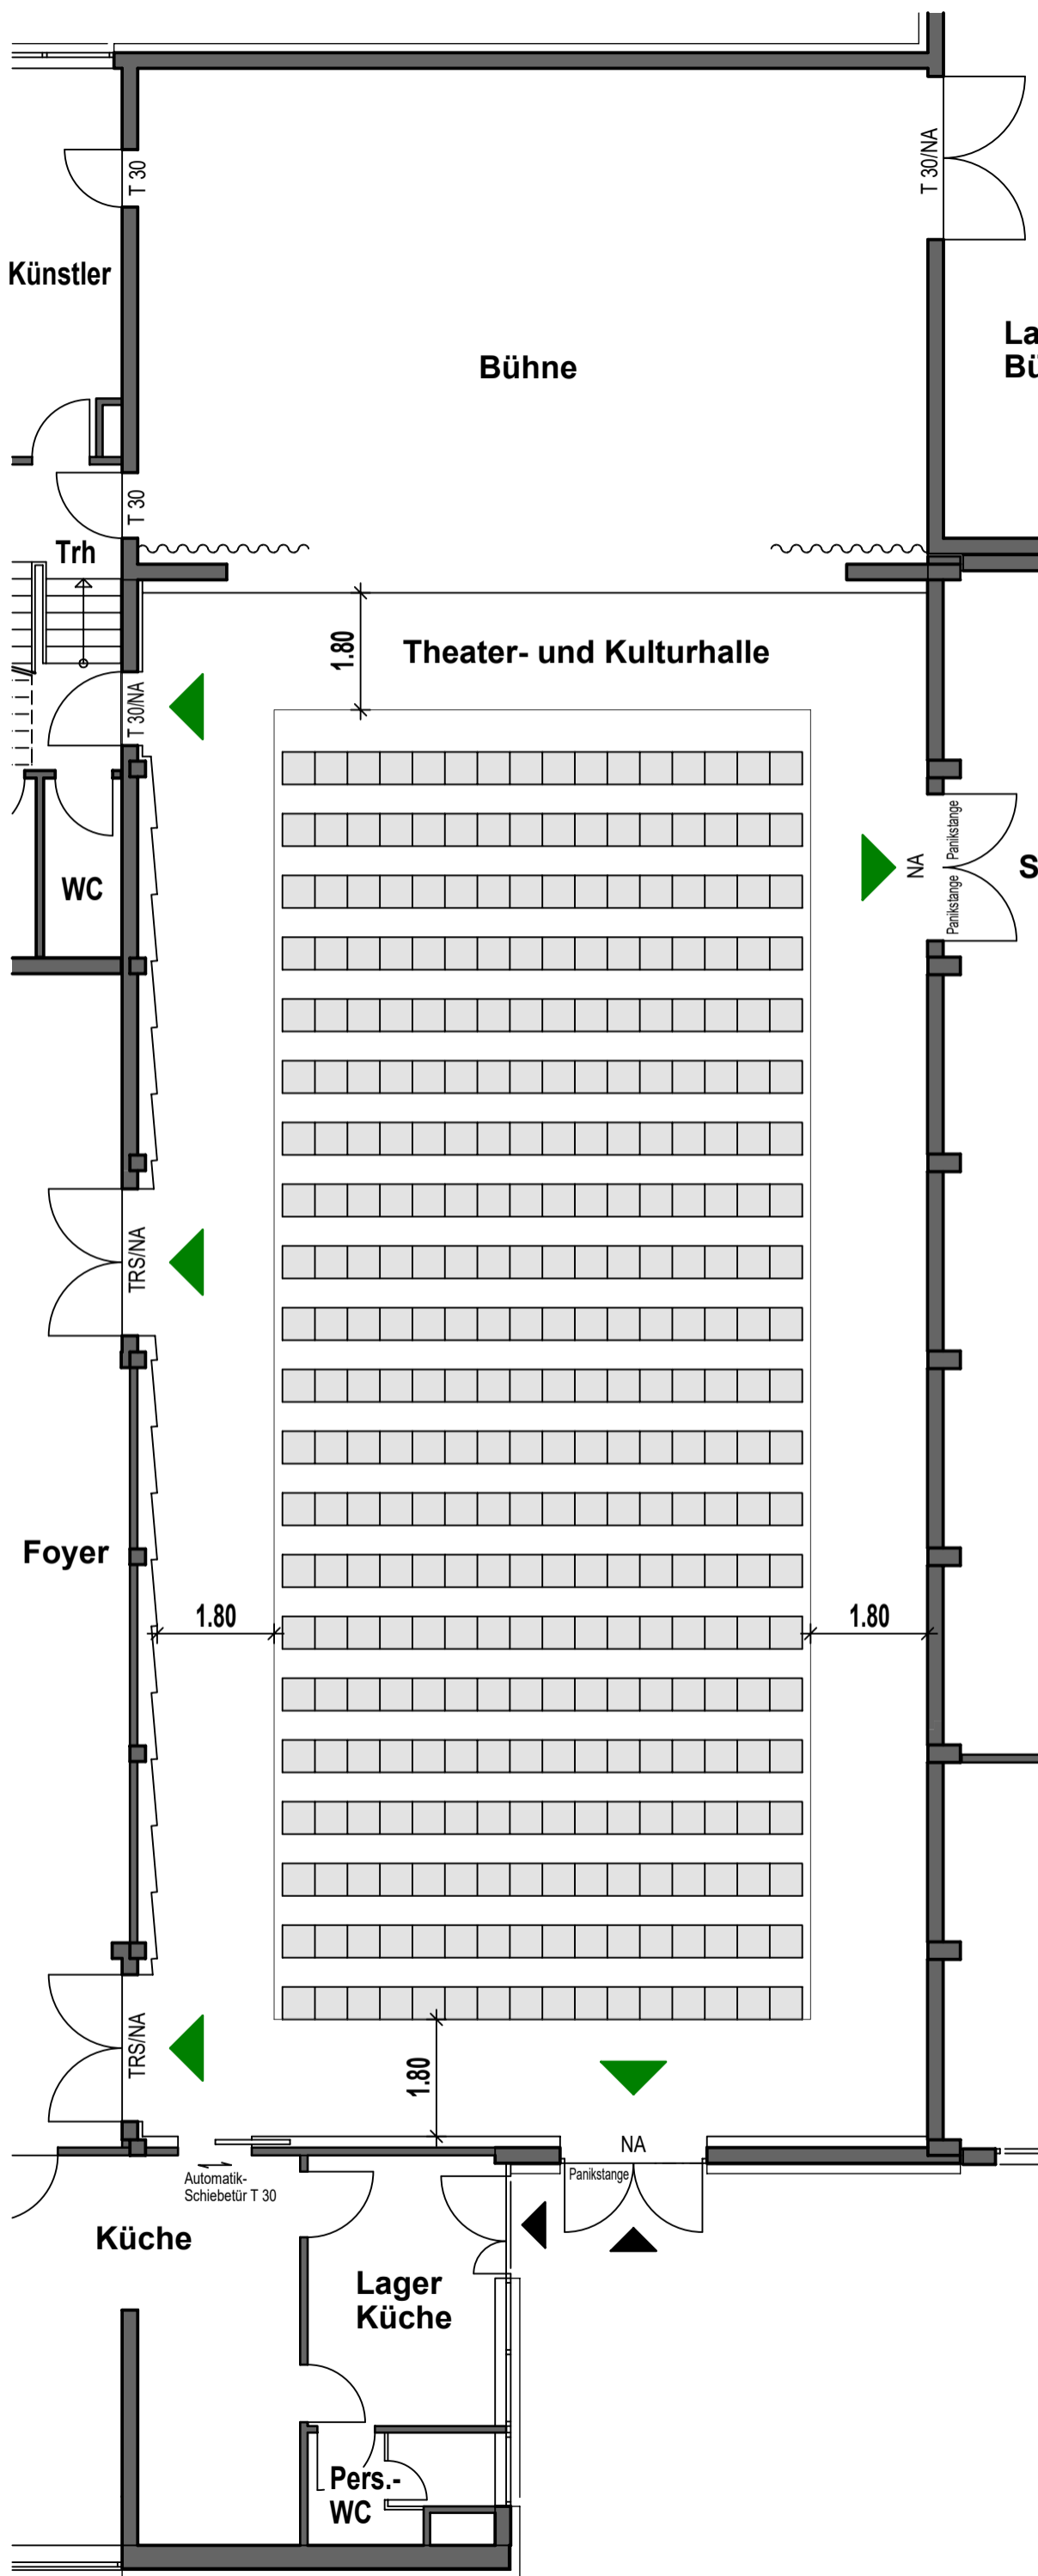 T 30
T 30/NA
Künstler
La
Bü
Bühne
T 30
Trh
1.80
Theater- und Kulturhalle
T 30/NA
Panikstange
NA
S
WC
Panikstange
TRS/NA
Foyer
1.80
1.80
TRS/NA
1.80
NA
Panikstange
Automatik-
Schiebetür T 30
Küche
Lager
Küche
Pers.-
WC